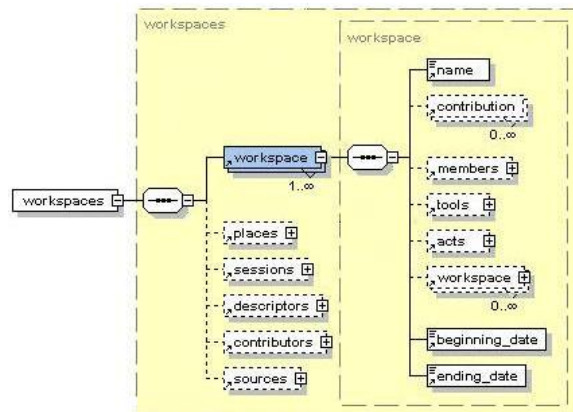 workspaces
workspace
name
contribution
0..∞
workspace
1..∞
members
workspaces
tools
places
acts
sessions
workspace
0..∞
descriptors
contributors
beginning_date
sources
ending_date